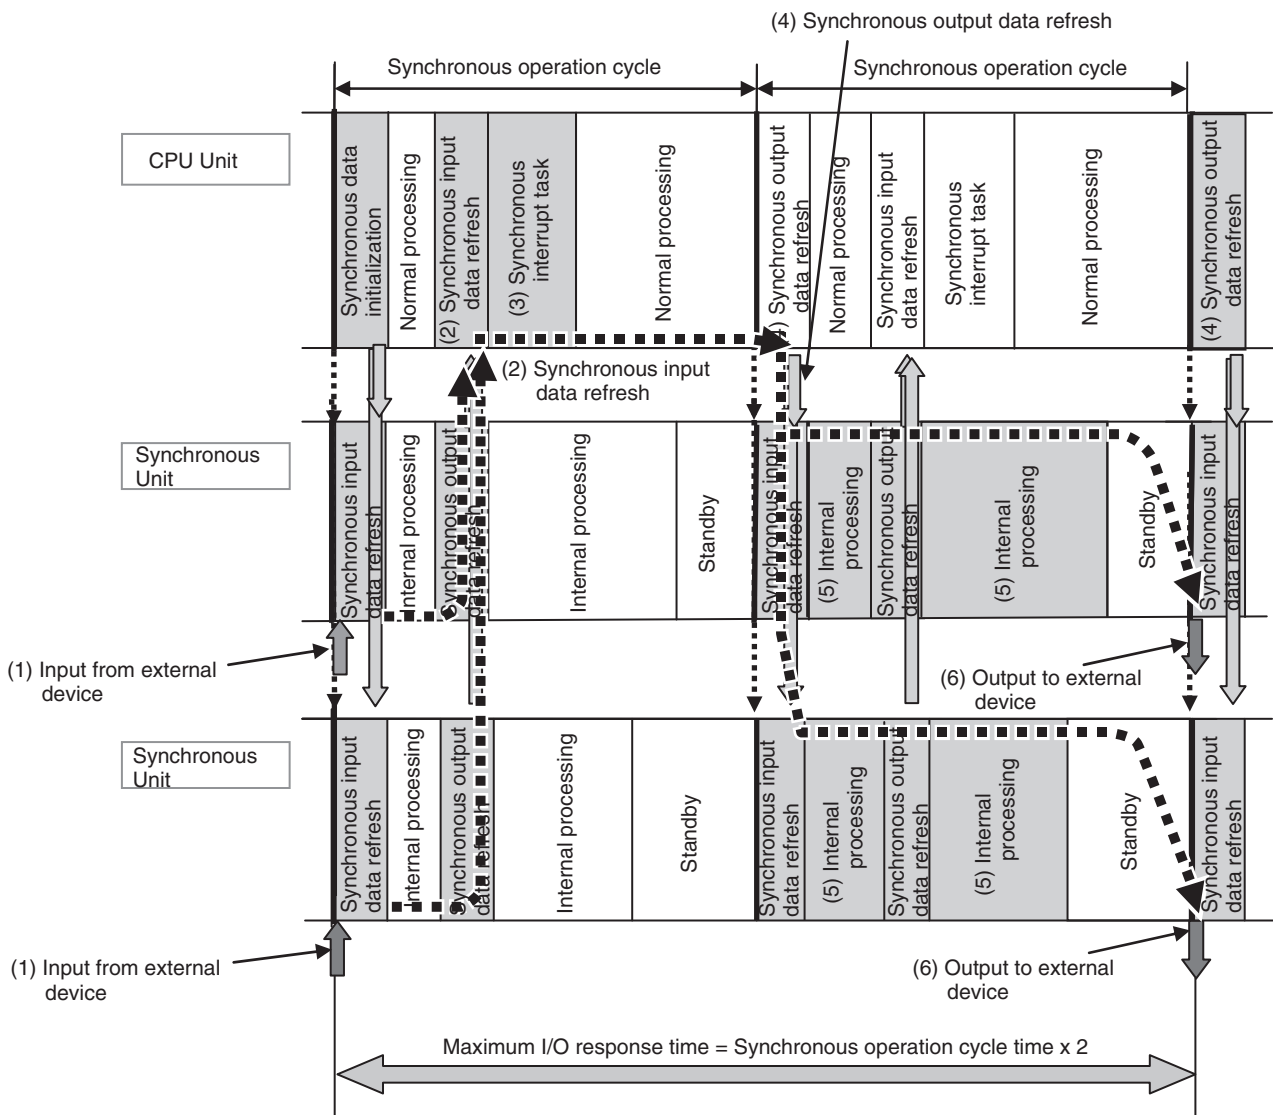 (4) Synchronous output data refresh
Synchronous operation cycle
Synchronous operation cycle
CPU Unit
Synchronous data
initialization
Normal processing
(2) Synchronous input
data refresh
(3) Synchronous
interrupt task
Normal processing
(4) Synchronous output
data refresh
Normal processing
Synchronous input
data refresh
Synchronous
interrupt task
Normal processing
(4) Synchronous output
data refresh
(2) Synchronous input
data refresh
Synchronous
Unit
Synchronous input
data refresh
Internal processing
Synchronous output
data refresh
Internal processing
Standby
Synchronous input
data refresh
(5) Internal
processing
Synchronous output
data refresh
(5) Internal
processing
Standby
Synchronous input
data refresh
(1) Input from external
device
(6) Output to external
device
Synchronous
Unit
Synchronous input
data refresh
Internal processing
Synchronous output
data refresh
Internal processing
Standby
Synchronous input
data refresh
(5) Internal
processing
Synchronous output
data refresh
(5) Internal
processing
Standby
Synchronous input
data refresh
(1) Input from external
device
(6) Output to external
device
Maximum I/O response time = Synchronous operation cycle time x 2